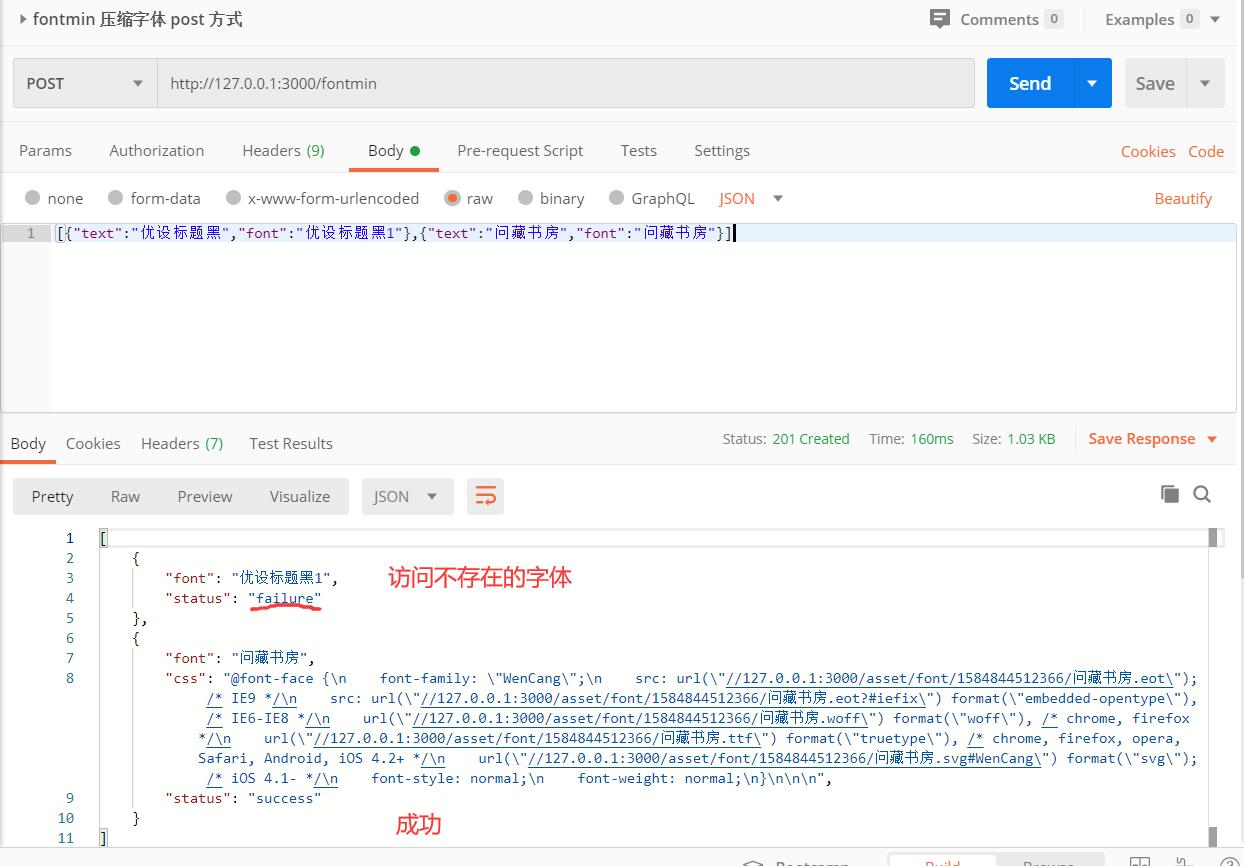 fontmin 压缩字体 post 方式
Comments 0 Examples 0
POST http://127.0.0.1:3000/fontmin Send Save
Params Authorization Headers (9) Body Pre-request Script Tests Settings Cookies Code
none form-data x-www-form-urlencoded raw binary GraphQL JSON Beautify
1 [{"text":"优设标题黑","font":"优设标题黑1"},{"text":"问藏书房","font":"问藏书房"}]
Body Cookies Headers (7) Test Results Status: 201 Created Time: 160ms Size: 1.03 KB Save Response
Pretty Raw Preview Visualize JSON
1 [
2 {
3 "font": "优设标题黑1",
访问不存在的字体
4 "status": "failure"
5 },
6 {
7 "font": "问藏书房",
8 "css": "@font-face {\n    font-family: \"WenCang\";\n    src: url(\"//127.0.0.1:3000/asset/font/1584844512366/问藏书房.eot\");
/* IE9 */\n    src: url(\"//127.0.0.1:3000/asset/font/1584844512366/问藏书房.eot?#iefix\") format(\"embedded-opentype\"),
/* IE6-IE8 */\n    url(\"//127.0.0.1:3000/asset/font/1584844512366/问藏书房.woff\") format(\"woff\"), /* chrome, firefox
*/\n    url(\"//127.0.0.1:3000/asset/font/1584844512366/问藏书房.ttf\") format(\"truetype\"), /* chrome, firefox, opera,
Safari, Android, iOS 4.2+ */\n    url(\"//127.0.0.1:3000/asset/font/1584844512366/问藏书房.svg#WenCang\") format(\"svg\");
/* iOS 4.1- */\n    font-style: normal;\n    font-weight: normal;\n}\n\n\n",
9 "status": "success"
10 }
成功
11 ]
Bootcamp Build Browse